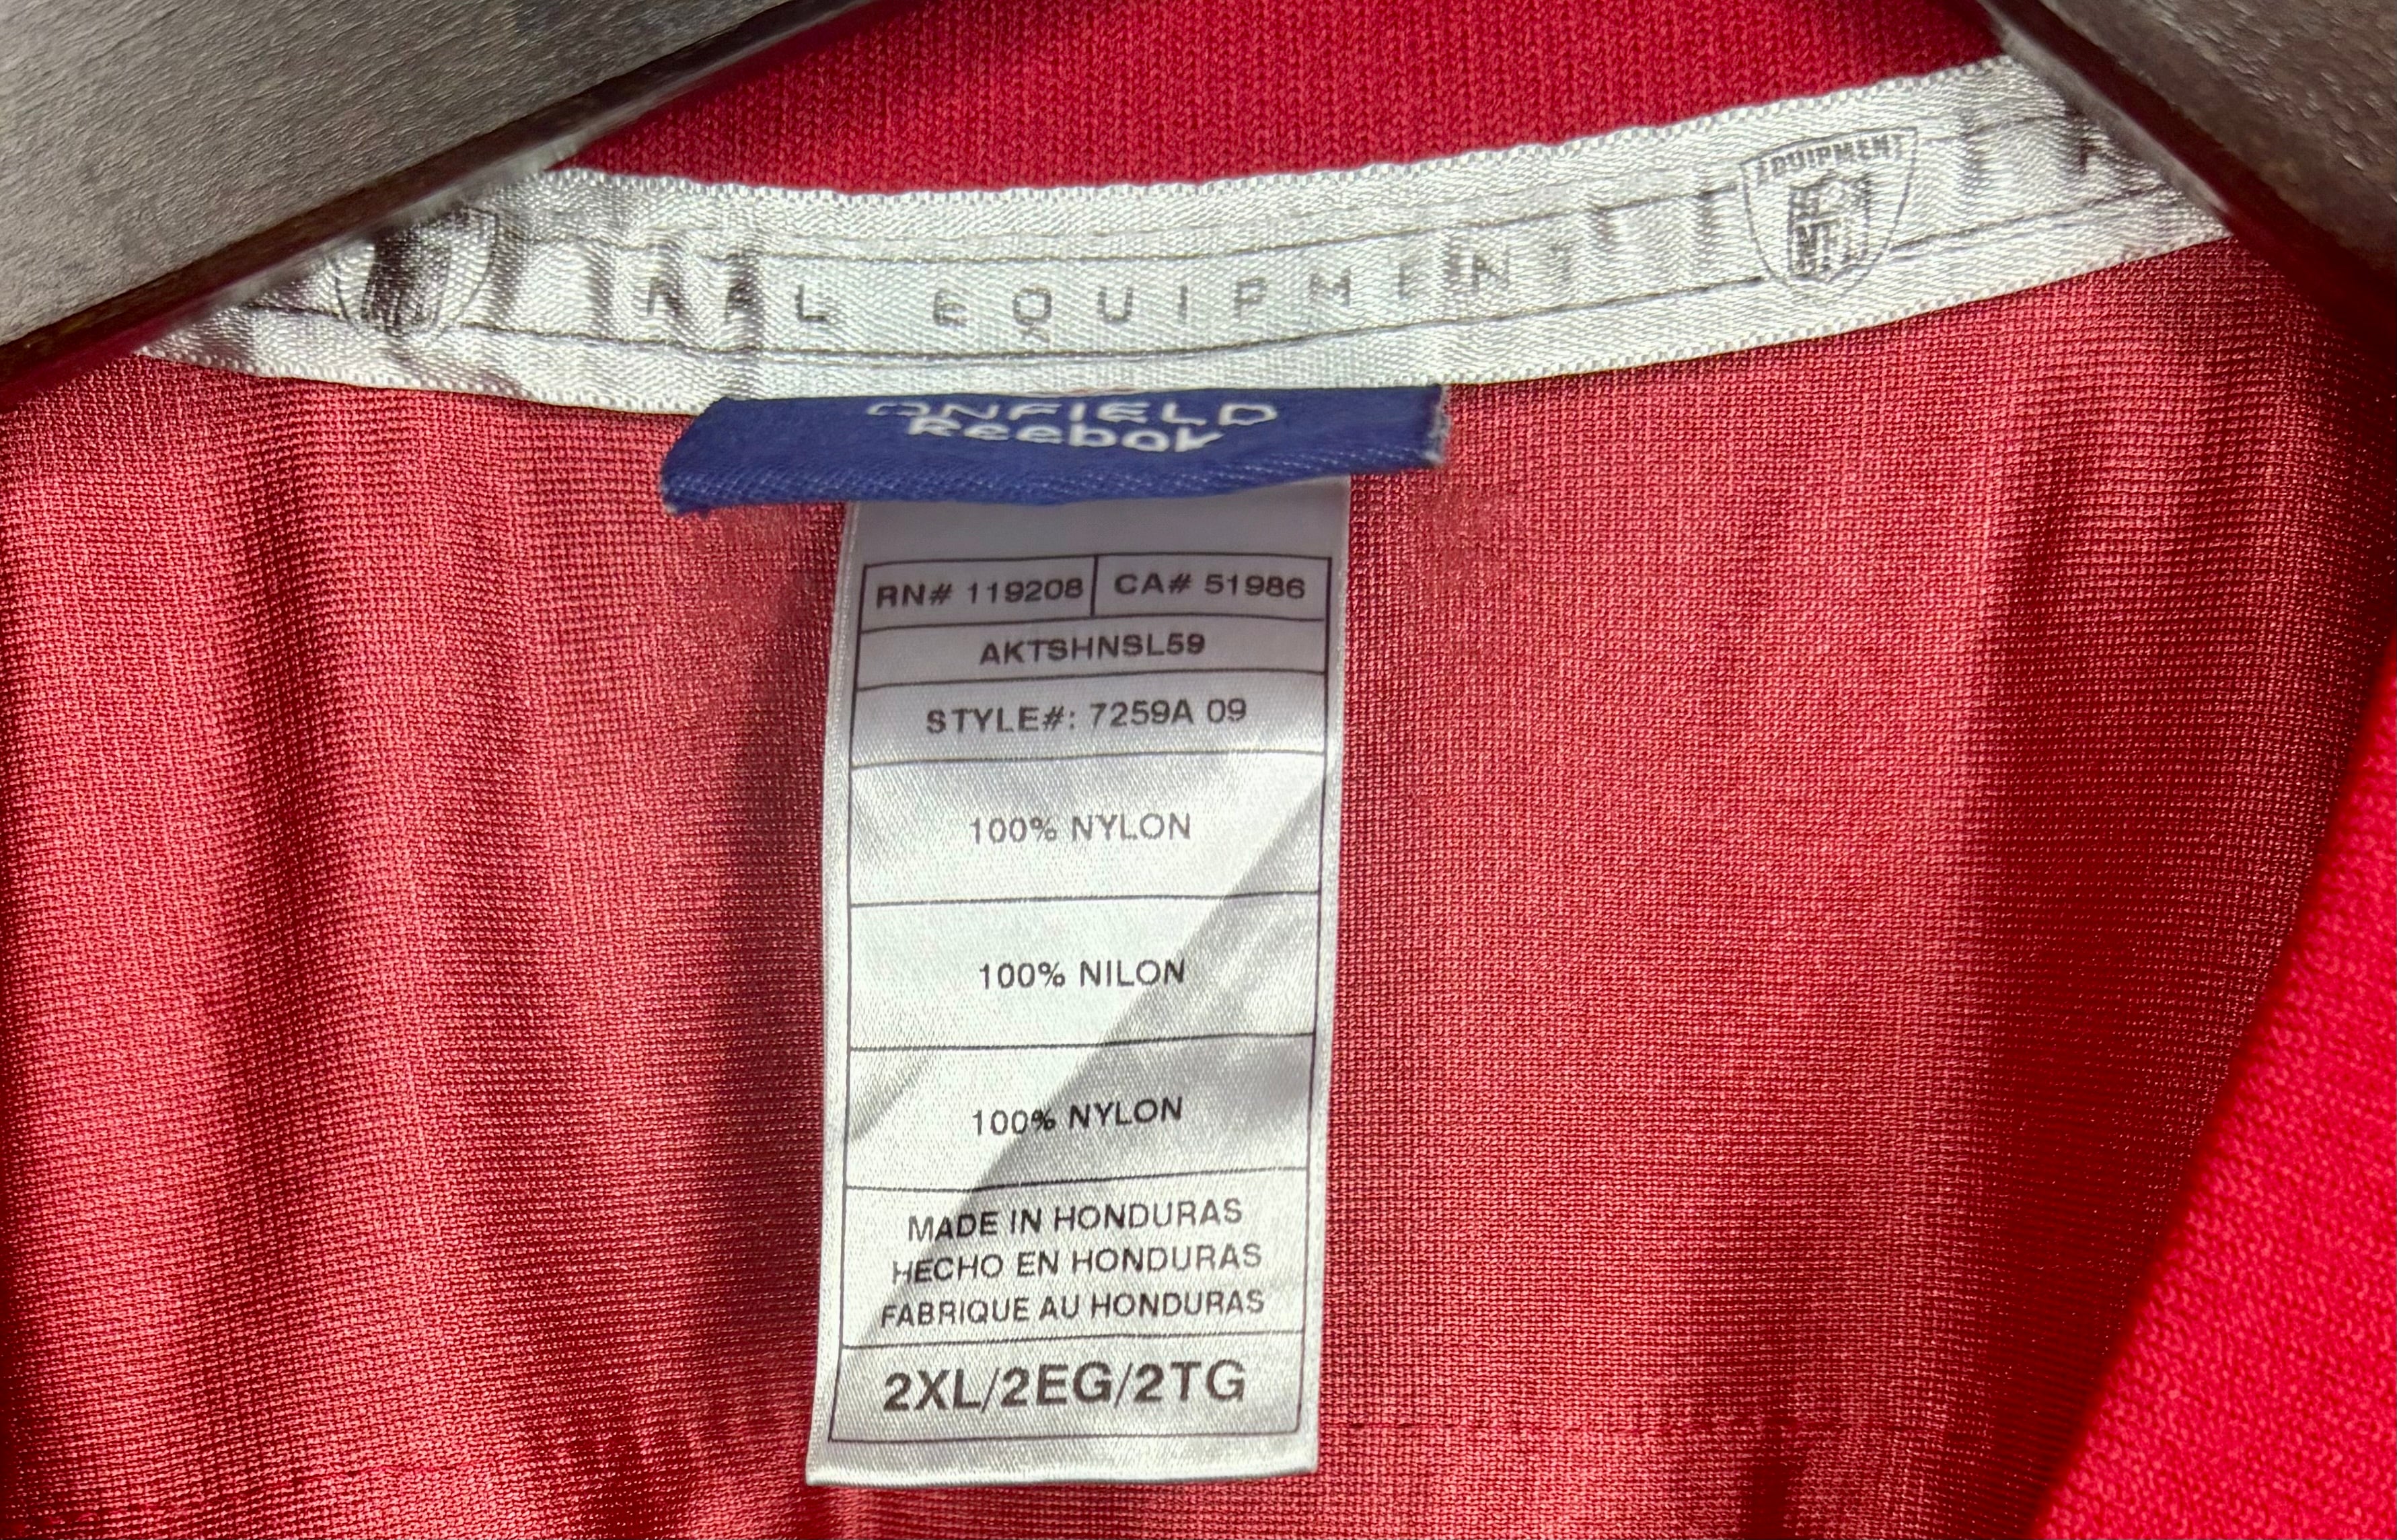 NFL EQUIPMENT
EQUIPMENT
NFL
Reebok
RN# 119208 CA# 51986
AKTSHNSL59
STYLE#: 7259A 09
100% NYLON
100% NILON
100% NYLON
MADE IN HONDURAS
HECHO EN HONDURAS
FABRIQUE AU HONDURAS
2XL/2EG/2TG